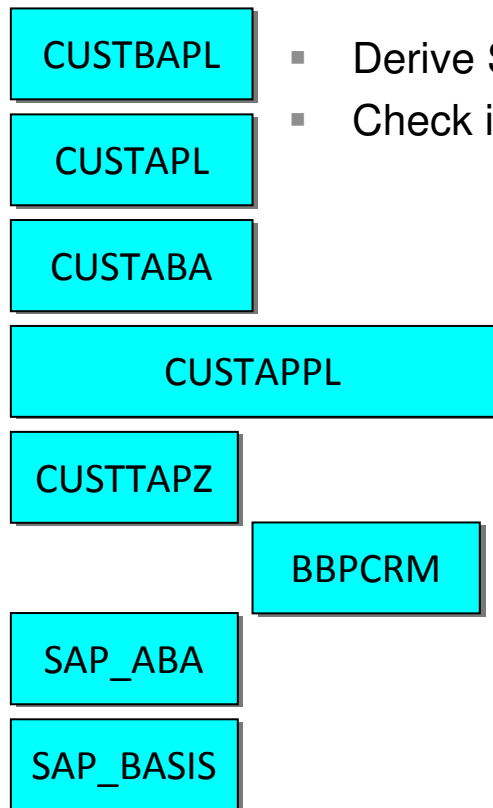 CUSTBAPL
▪ Derive
▪ Check
CUSTAPL
CUSTABA
CUSTAPPL
CUSTTAPZ
BBPCRM
SAP_ABA
SAP_BASIS